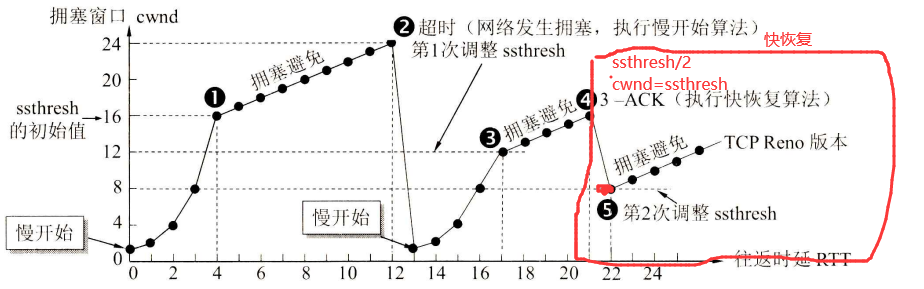 拥塞窗口 cwnd
❷ 超时（网络发生拥塞，执行慢开始算法）
第1次调整 ssthresh
快恢复
ssthresh/2
cwnd=ssthresh
24
拥塞避免
20
❶
❹ 3–ACK（执行快恢复算法）
ssthresh
的初始值
16
❸
拥塞避免
12
拥塞避免
TCP Reno 版本
8
❺ 第2次调整 ssthresh
4
慢开始
慢开始
0
0 2 4 6 8 10 12 14 16 18 20 22 24
往返时延 RTT